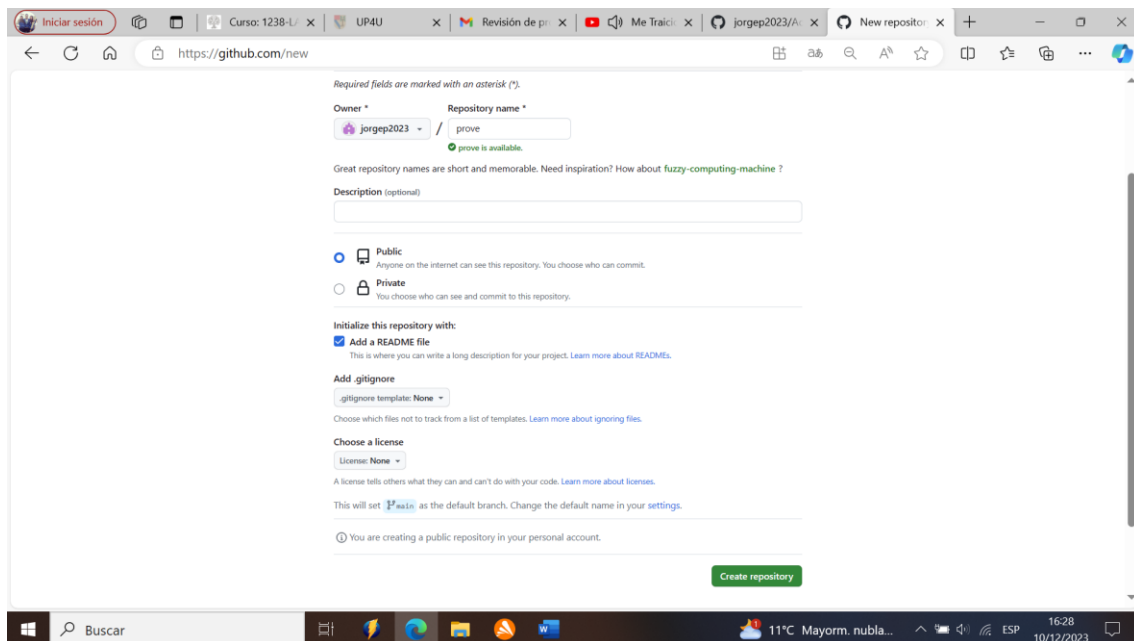 Iniciar sesión
Curso: 1238-L/
UP4U
Revisión de pr
Me Traici
jorgep2023/Ac
New repositor
https://github.com/new
Required fields are marked with an asterisk (*).
Owner * Repository name *
jorgep2023 / prove
prove is available.
Great repository names are short and memorable. Need inspiration? How about fuzzy-computing-machine ?
Description (optional)
Public
Anyone on the internet can see this repository. You choose who can commit.
Private
You choose who can see and commit to this repository.
Initialize this repository with:
Add a README file
This is where you can write a long description for your project. Learn more about READMEs.
Add .gitignore
.gitignore template: None
Choose which files not to track from a list of templates. Learn more about ignoring files.
Choose a license
License: None
A license tells others what they can and can't do with your code. Learn more about licenses.
This will set main as the default branch. Change the default name in your settings.
You are creating a public repository in your personal account.
Create repository
Buscar
11°C Mayorm. nubla...
ESP
16:28
10/12/2023